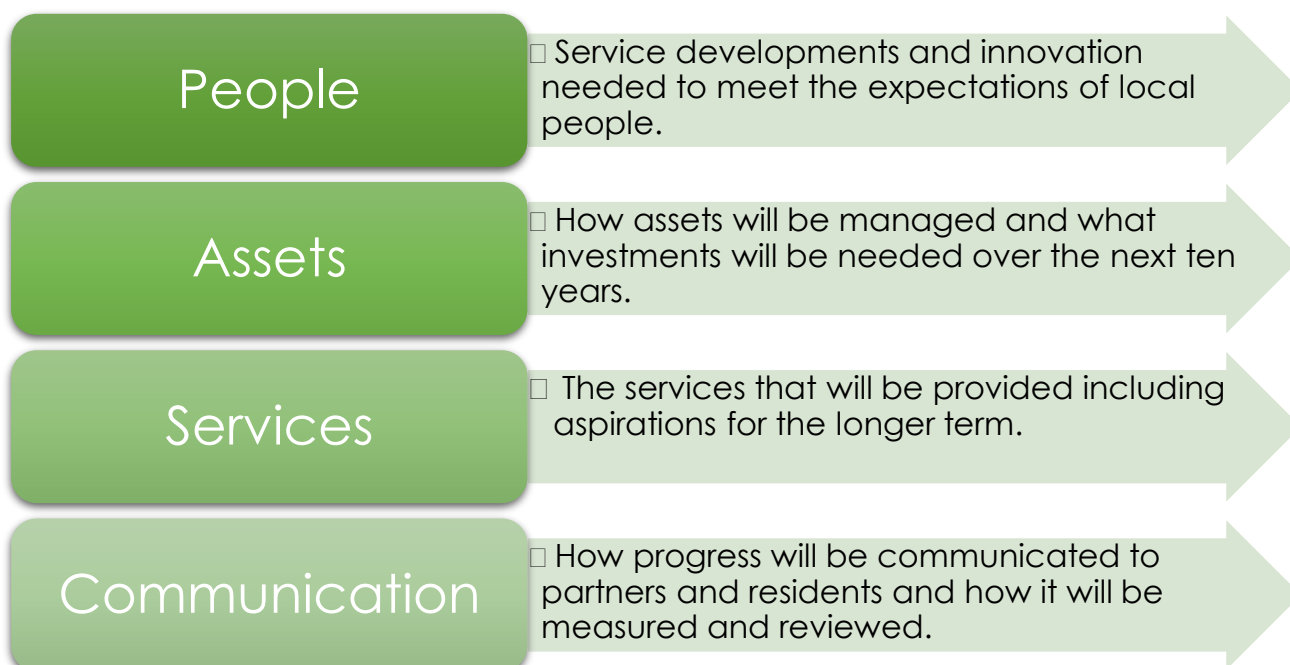 People
□ Service developments and innovation
needed to meet the expectations of local
people.
Assets
□ How assets will be managed and what
investments will be needed over the next ten
years.
Services
□ The services that will be provided including
aspirations for the longer term.
Communication
□ How progress will be communicated to
partners and residents and how it will be
measured and reviewed.